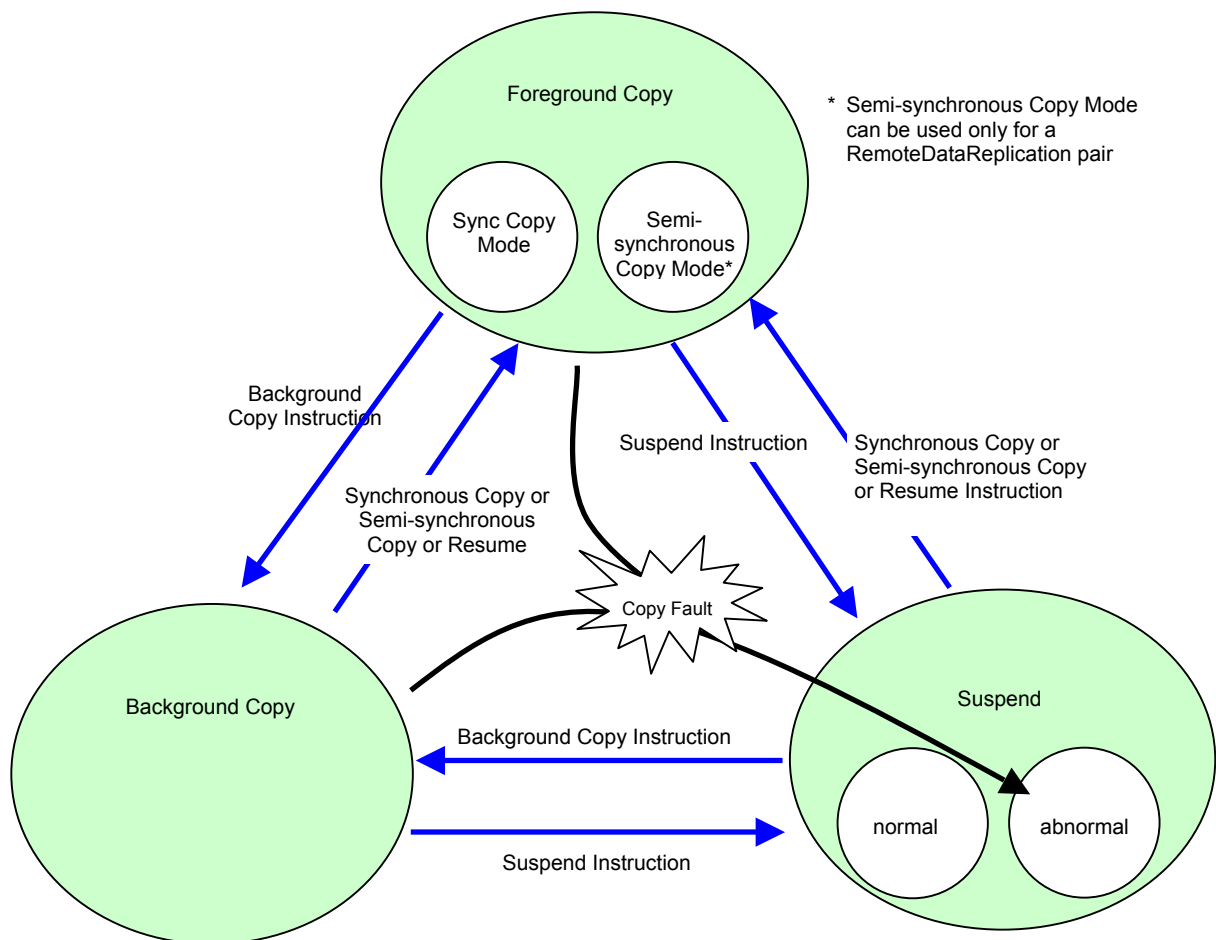 Foreground Copy
* Semi-synchronous Copy Mode
can be used only for a
RemoteDataReplication pair
Sync Copy
Mode
Semi-
synchronous
Copy Mode*
Background
Copy Instruction
Suspend Instruction
Synchronous Copy or
Semi-synchronous Copy
or Resume Instruction
Synchronous Copy or
Semi-synchronous
Copy or Resume
Copy Fault
Background Copy
Suspend
Background Copy Instruction
normal
abnormal
Suspend Instruction